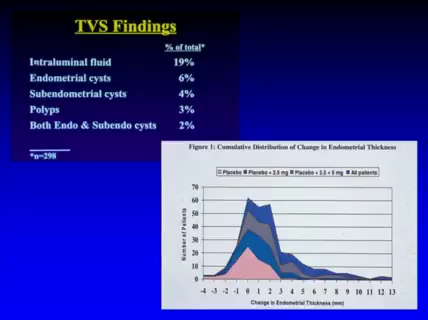 TVS Findings
% of total*
Intraluminal fluid 19%
Endometrial cysts 6%
Subendometrial cysts 4%
Polyps 3%
Both Endo & Subendo cysts 2%
*n=298
Figure 1: Cumulative Distribution of Change in Endometrial Thickness
Placebo Placebo + 2.5 mg Placebo + 2.5 + 5 mg All patients
Number of Patients
70
60
50
40
30
20
10
0
-4 -3 -2 -1 0 1 2 3 4 5 6 7 8 9 10 11 12 13
Change in Endometrial Thickness (mm)